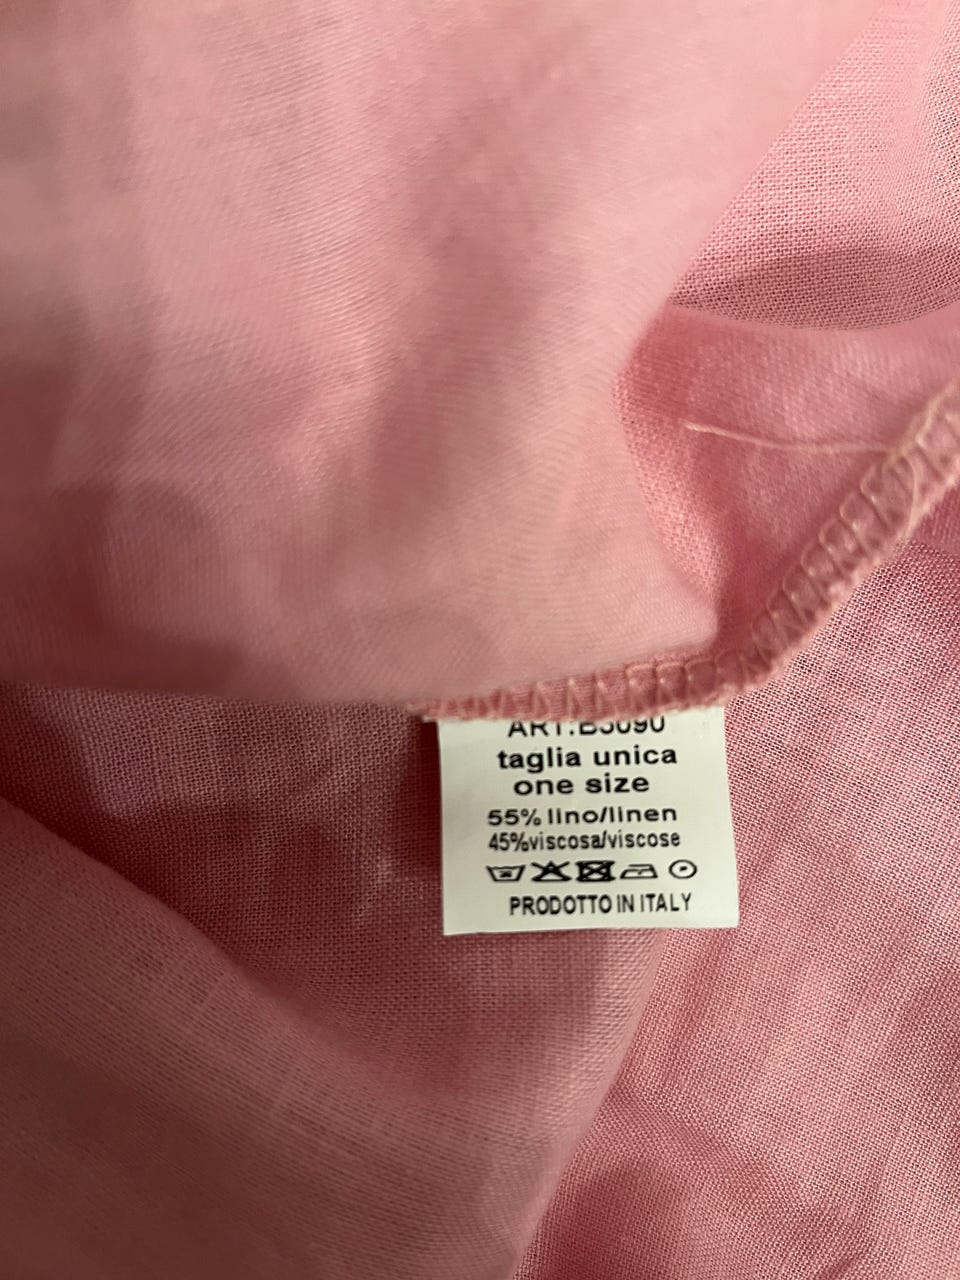 ART:B5090
taglia unica
one size
55% lino/linen
45%viscosa/viscose
PRODOTTO IN ITALY